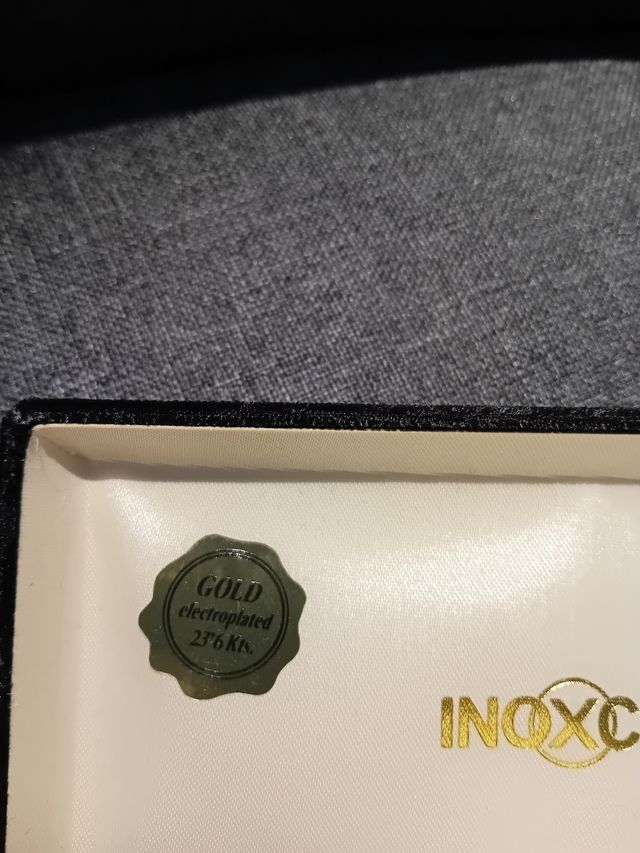 GOLD
electroplated
23'6 Kts.
INOXC